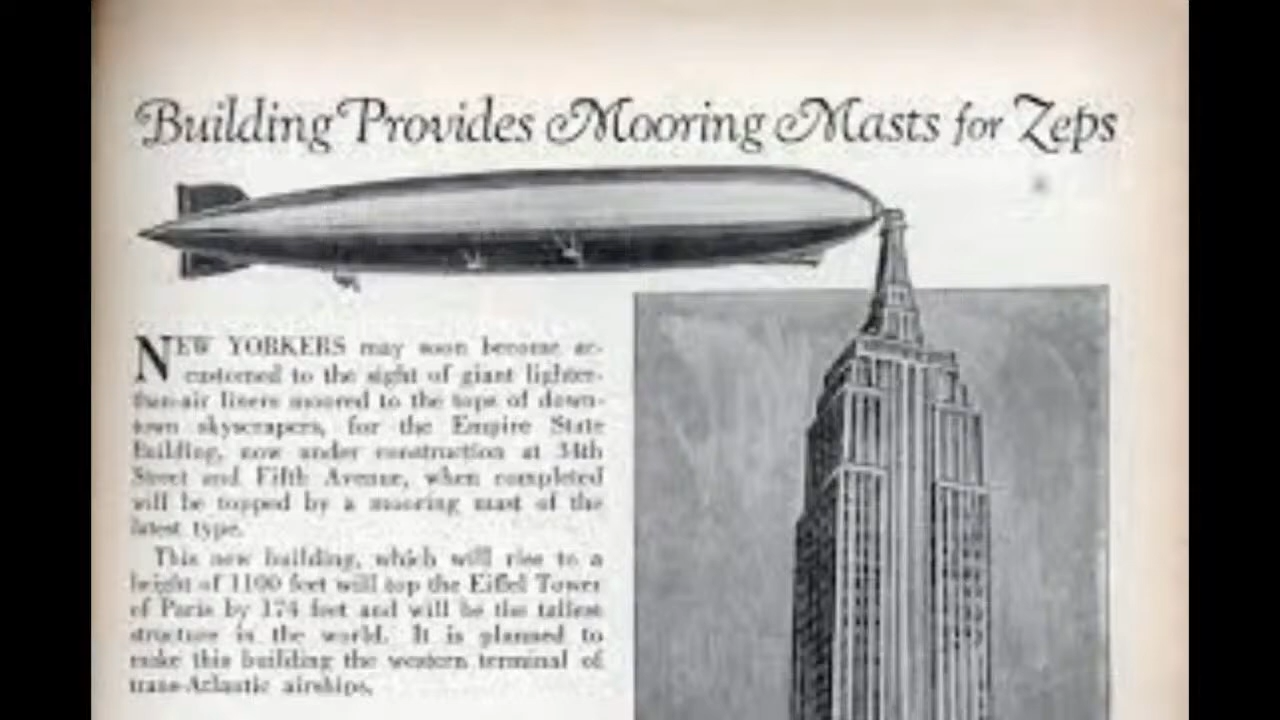 Building Provides Mooring Masts for Zeps
NEW YORKERS may soon become ac-
customed to the sight of giant lighter-
than-air liners moored to the tops of down-
town skyscrapers, for the Empire State
Building, now under construction at 34th
Street and Fifth Avenue, when completed
will be topped by a mooring mast of the
latest type.
This new building, which will rise to a
height of 1100 feet will top the Eiffel Tower
of Paris by 174 feet and will be the tallest
structure in the world. It is planned to
make this building the western terminal of
trans-Atlantic airships.